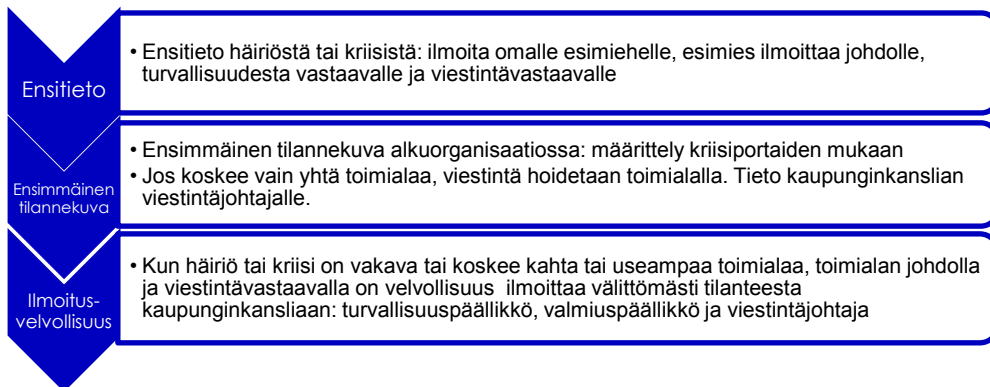 Ensitieto
• Ensitieto häiriöstä tai kriisistä: ilmoita omalle esimiehelle, esimies ilmoittaa johdolle,
turvallisuudesta vastaavalle ja viestintävastaavalle
Ensimmäinen
tilannekuva
• Ensimmäinen tilannekuva alkuorganisaatiossa: määrittely kriisiportaiden mukaan
• Jos koskee vain yhtä toimialaa, viestintä hoidetaan toimialalla. Tieto kaupunginkanslian
viestintäjohtajalle.
Ilmoitus-
velvollisuus
• Kun häiriö tai kriisi on vakava tai koskee kahta tai useampaa toimialaa, toimialan johdolla
ja viestintävastaavalla on velvollisuus ilmoittaa välittömästi tilanteesta
kaupunginkansliaan: turvallisuuspäällikkö, valmiuspäällikkö ja viestintäjohtaja